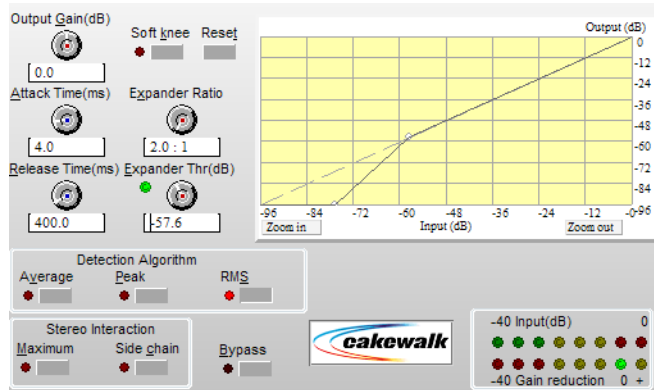 Output Gain(dB)
Soft knee Reset
0.0
Attack Time(ms) Expander Ratio
4.0 2.0 : 1
Release Time(ms) Expander Thr(dB)
400.0 -57.6
Output (dB)
0
-12
-24
-36
-48
-60
-72
-84
-96
-96 -84 -72 -60 -48 -36 -24 -12 -0
Zoom in Input (dB) Zoom out
Detection Algorithm
Average Peak RMS
Stereo Interaction
Maximum Side chain Bypass
cakewalk
-40 Input(dB) 0
-40 Gain reduction 0 +